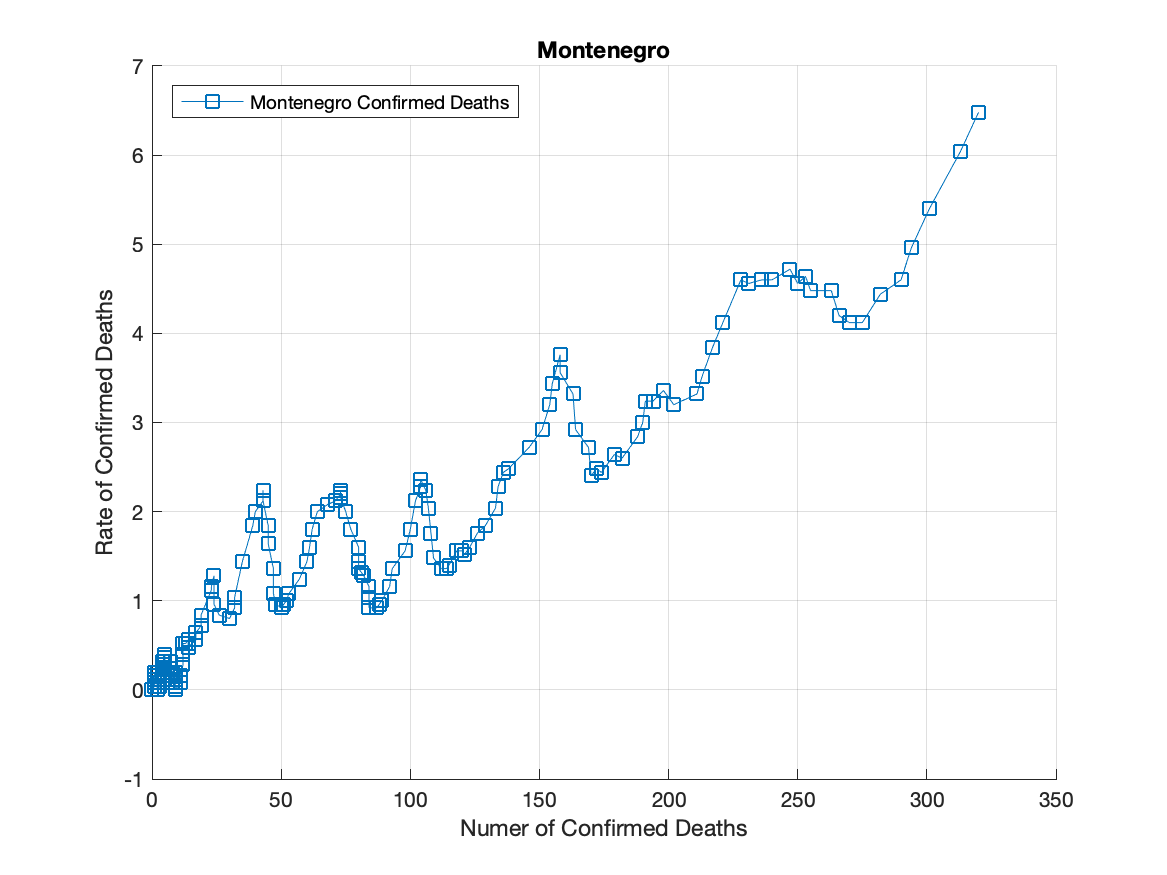 Montenegro
Montenegro Confirmed Deaths
7
6
5
4
3
2
1
0
-1
Rate of Confirmed Deaths
0 50 100 150 200 250 300 350
Numer of Confirmed Deaths